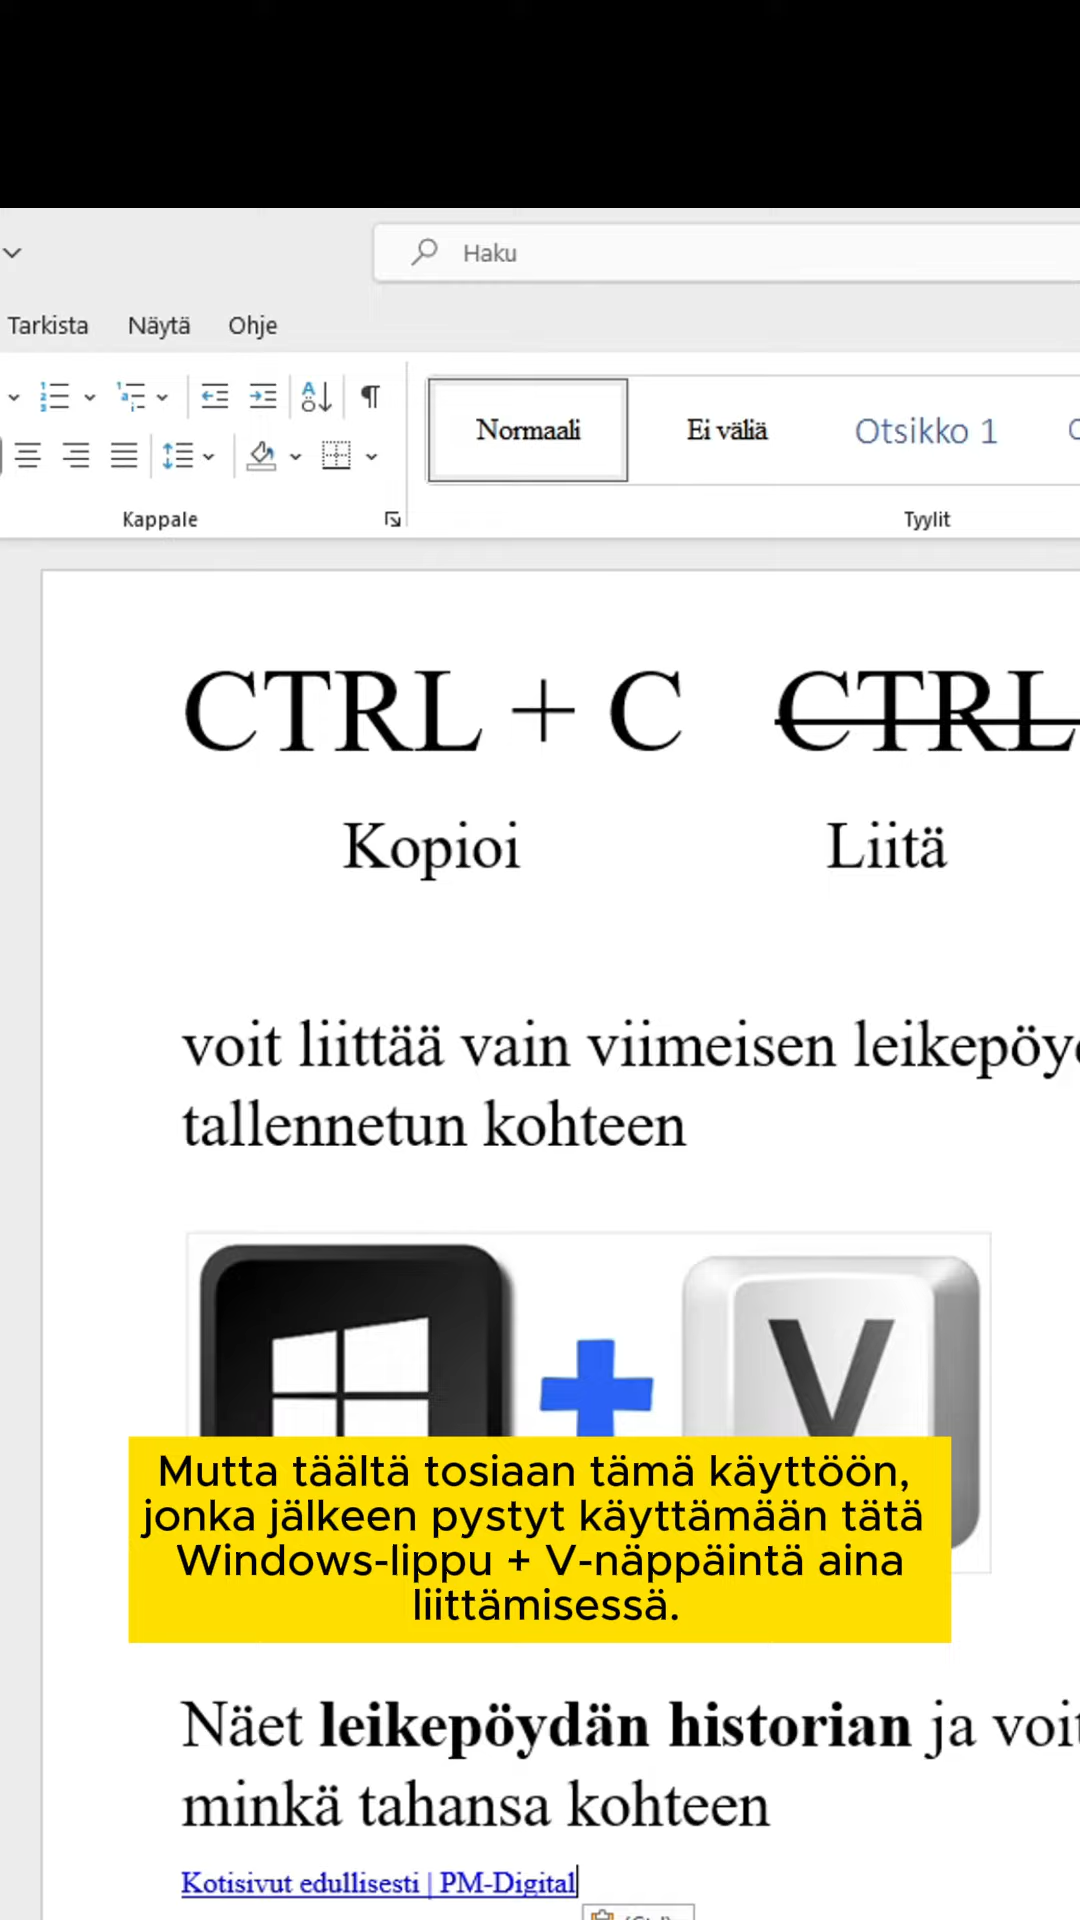 Haku
Tarkista Näytä Ohje
Normaali Ei väliä Otsikko 1
Kappale Tyylit
CTRL + C CTRL
Kopioi Liitä
voit liittää vain viimeisen
tallennetun kohteen
V
Mutta täältä tosiaan tämä käyttöön,
jonka jälkeen pystyt käyttämään tätä
Windows-lippu + V-näppäintä aina
liittämisessä.
Näet leikepöydän historian ja
minkä tahansa kohteen
Kotisivut edullisesti | PM-Digital